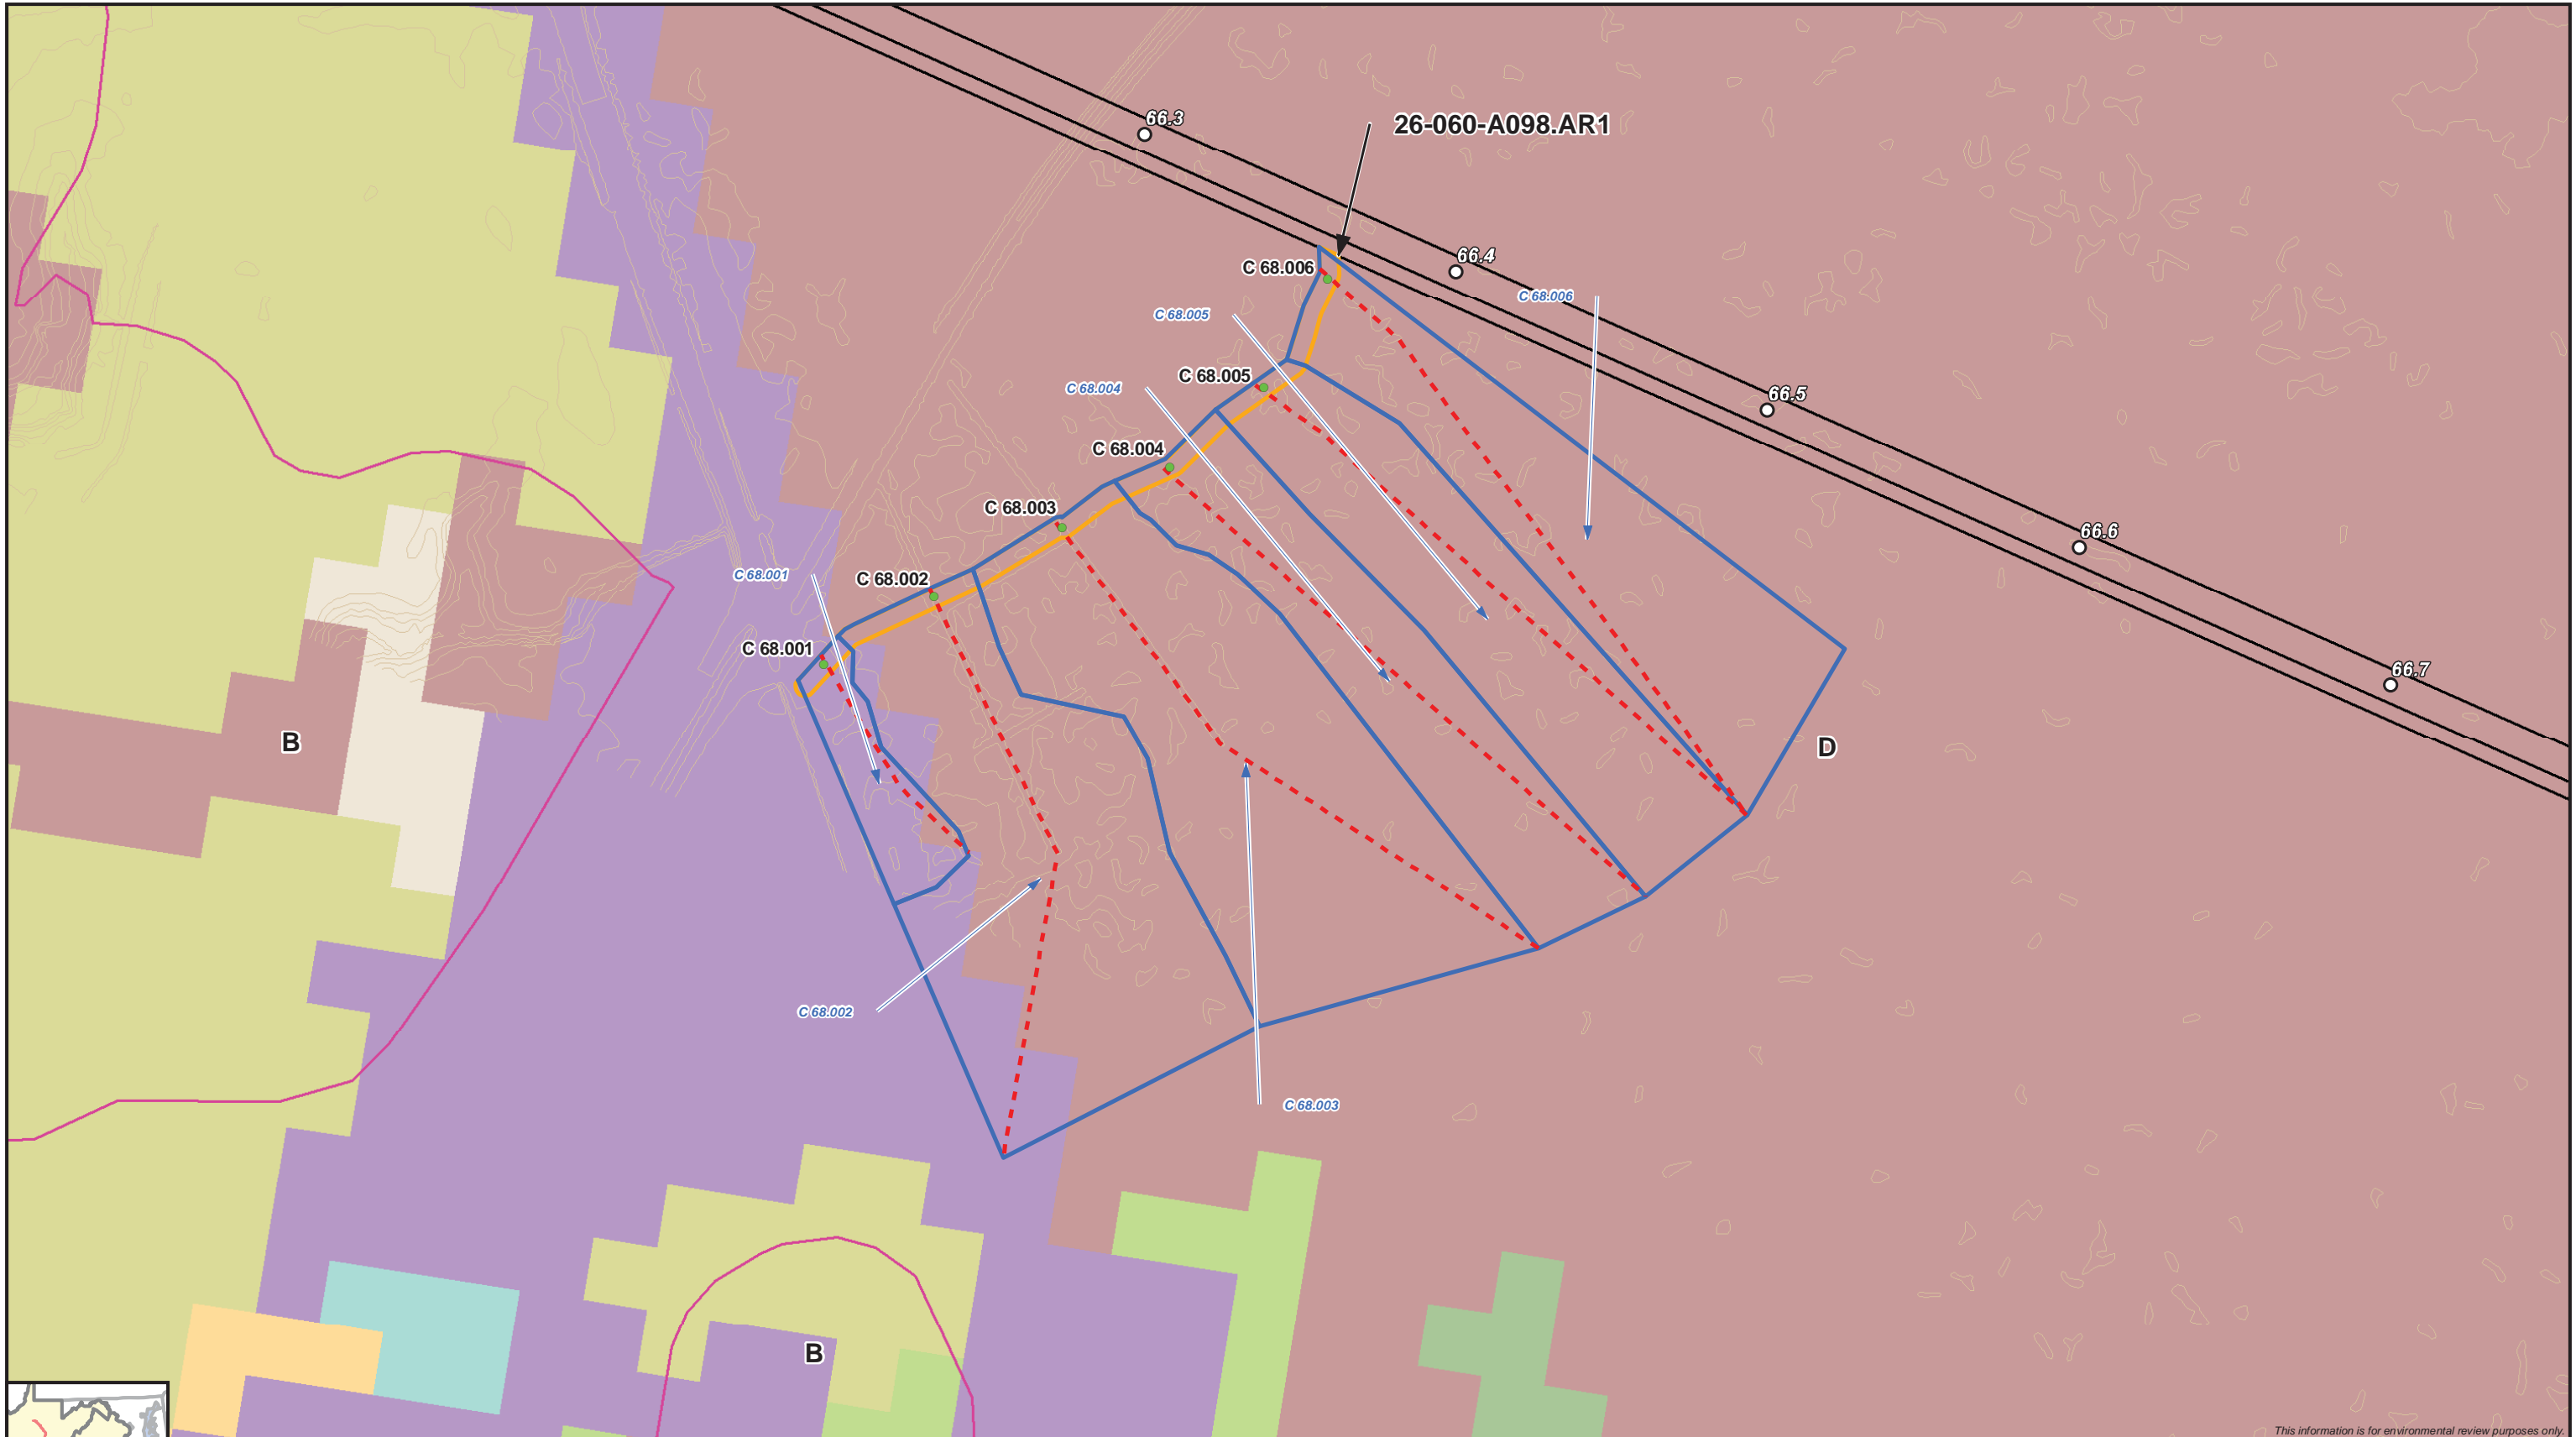 66.3
26-060-A098.AR1
66.4
C 68.006
C 68.006
C 68.005
C 68.005
C 68.004
66.5
C 68.004
C 68.003
66.6
C 68.001
C 68.002
C 68.001
66.7
B
D
C 68.002
C 68.003
B
This information is for environmental review purposes only.